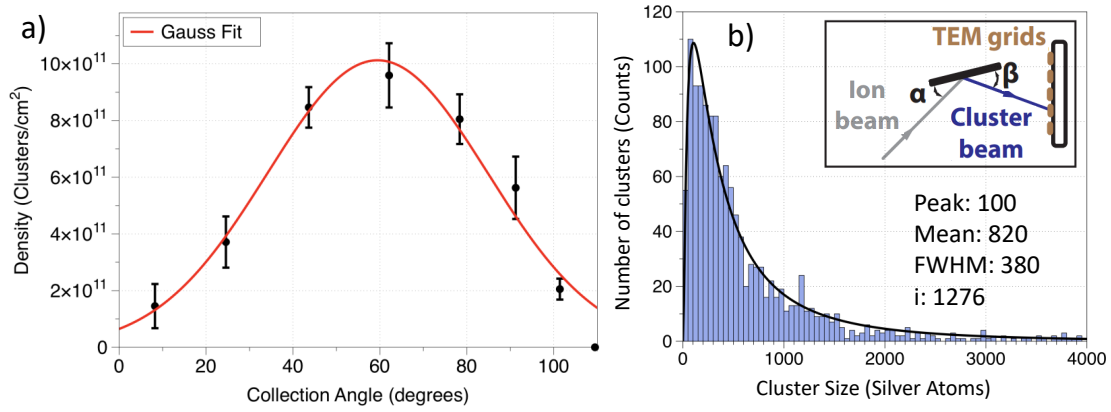 a)
Gauss Fit
Density (Clusters/cm²)
10×10¹¹
8×10¹¹
6×10¹¹
4×10¹¹
2×10¹¹
0
0
20
40
60
80
100
Collection Angle (degrees)
b)
Number of clusters (Counts)
120
100
80
60
40
20
0
0
1000
2000
3000
4000
Cluster Size (Silver Atoms)
TEM grids
α
β
Ion
beam
Cluster
beam
Peak: 100
Mean: 820
FWHM: 380
i: 1276